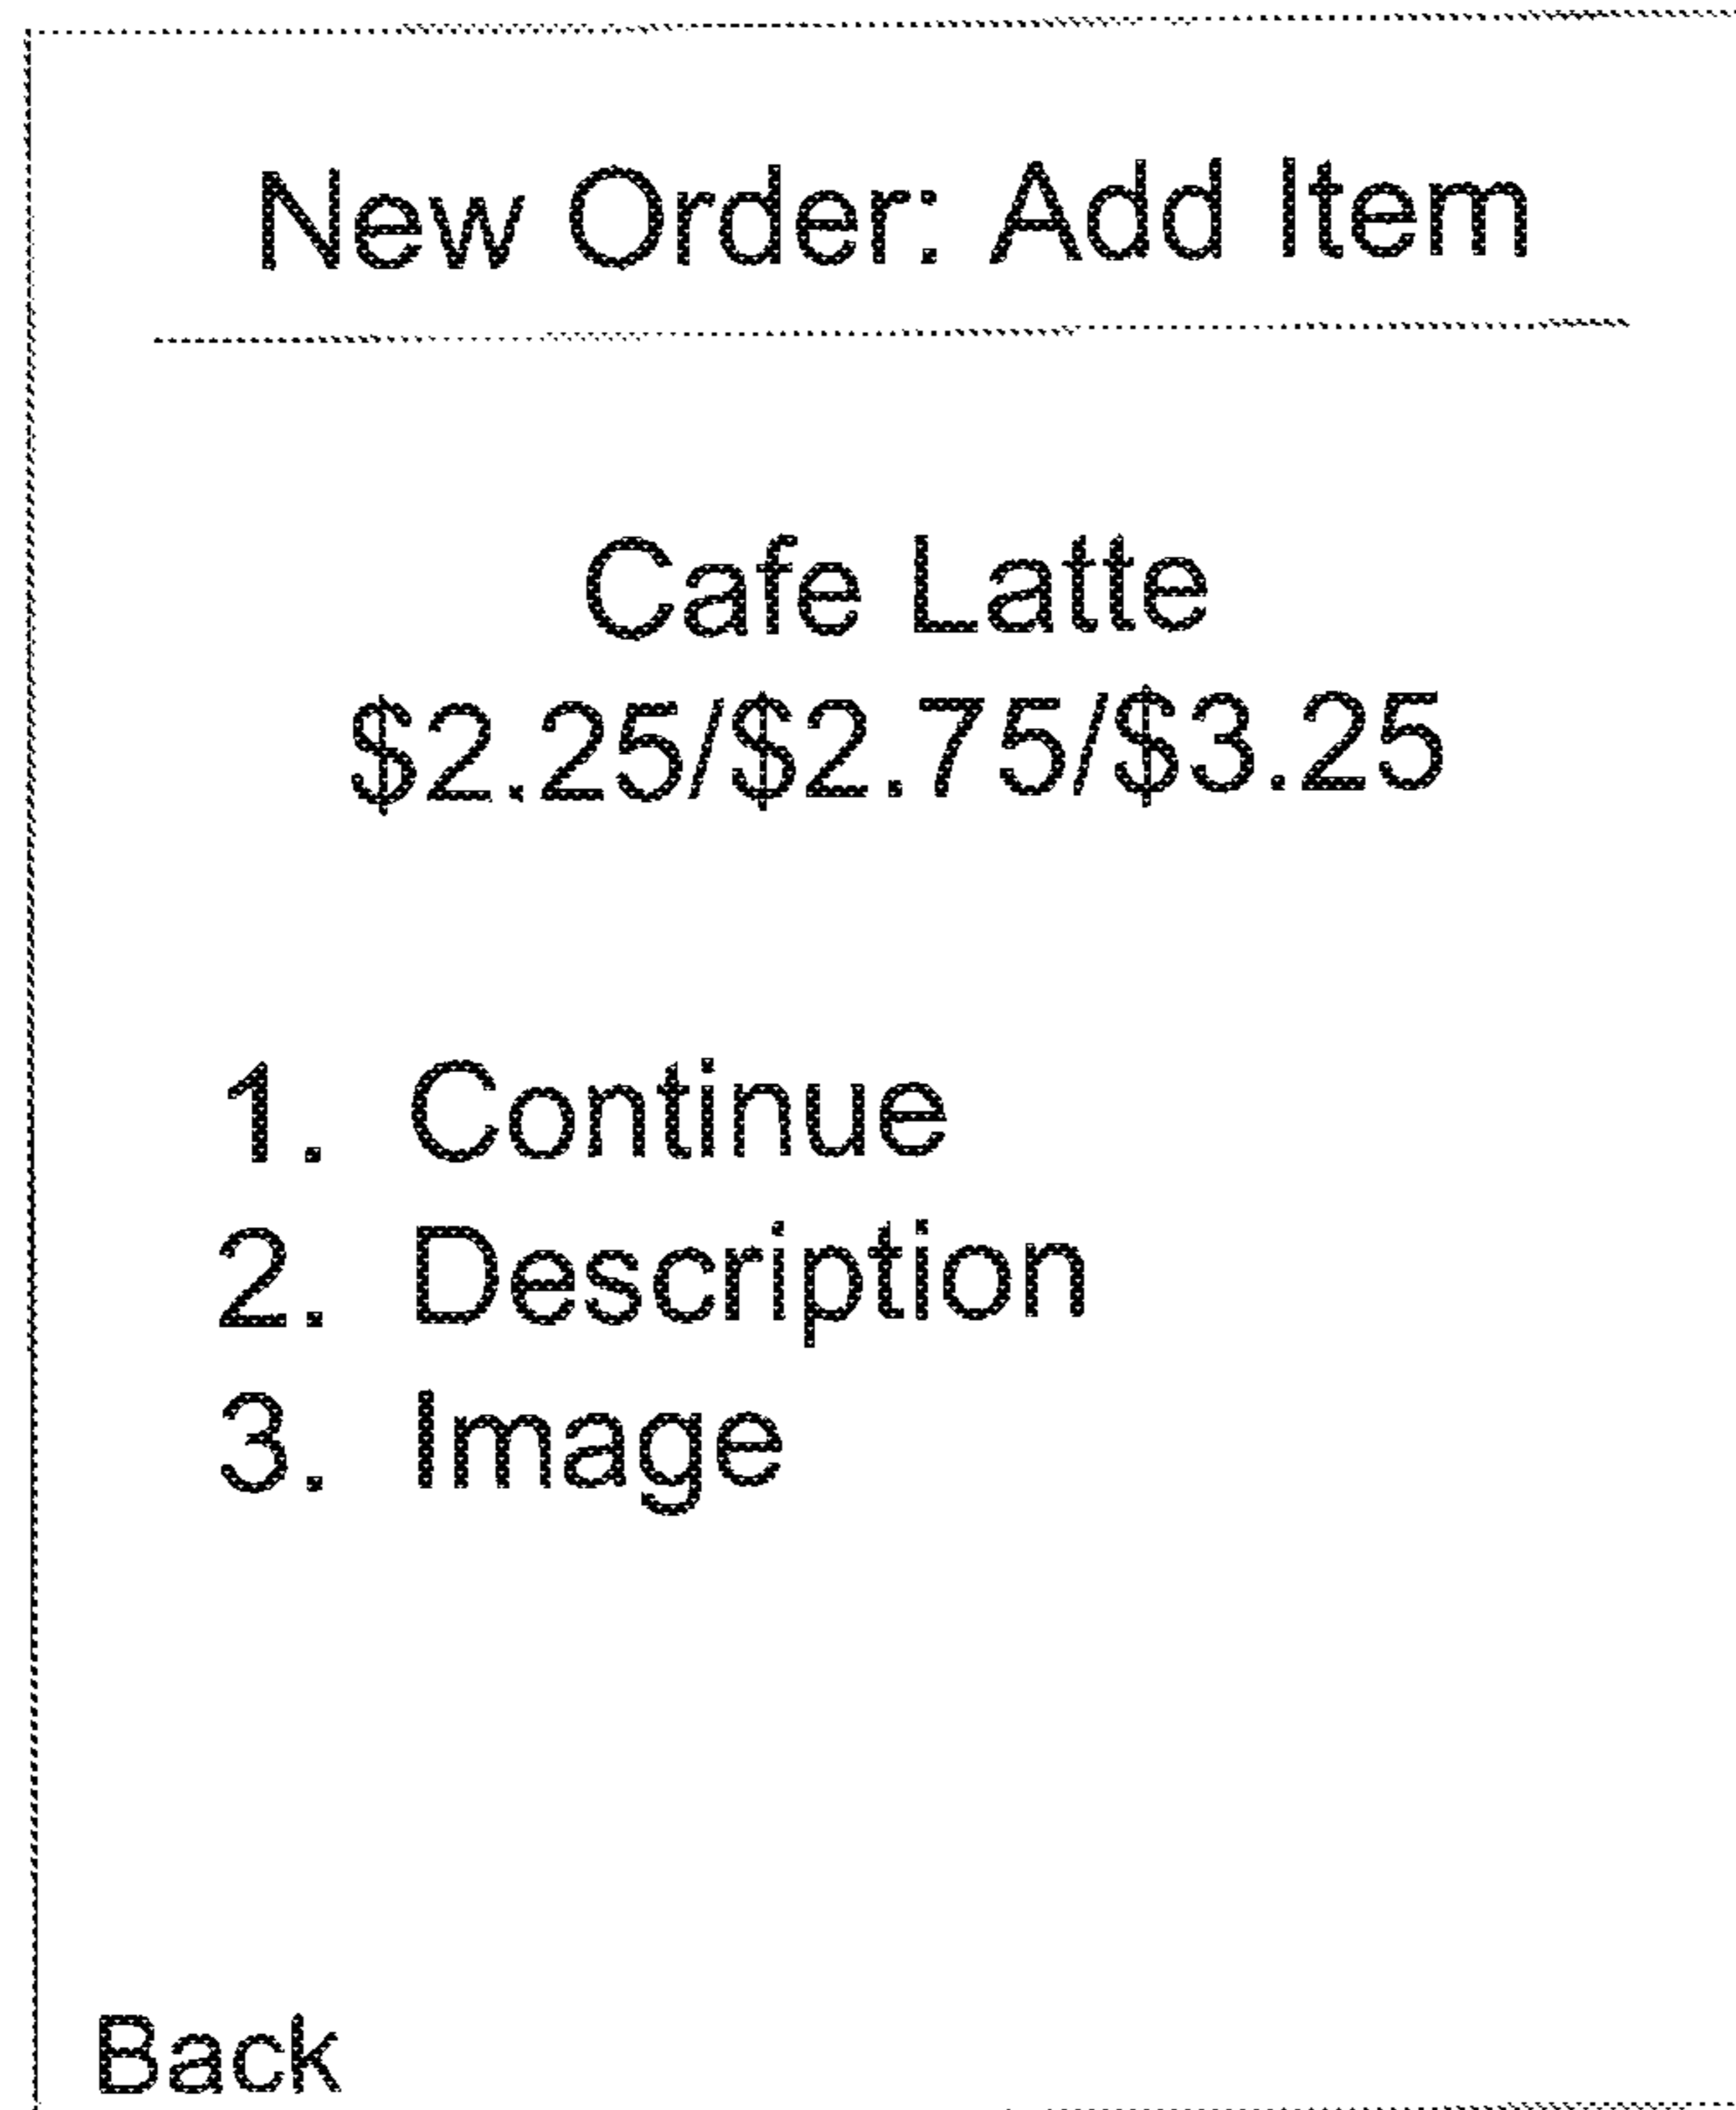 New Order: Add Item
Cafe Latte
$2.25/$2.75/$3.25
1. Continue
2. Description
3. Image
Back